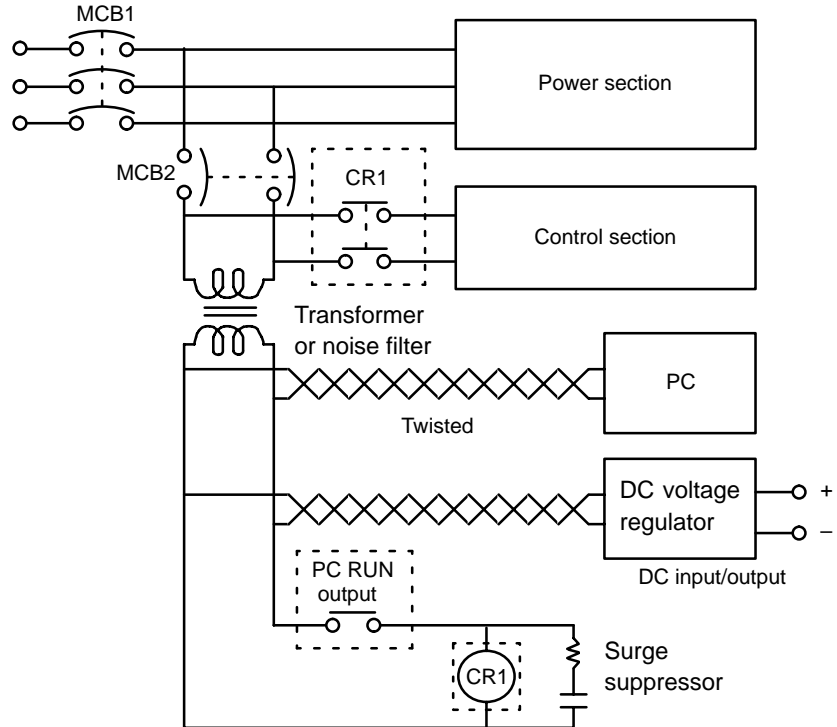 MCB1
Power section
MCB2
CR1
Control section
Transformer
or noise filter
PC
Twisted
DC voltage
regulator
+
–
DC input/output
PC RUN
output
CR1
Surge
suppressor